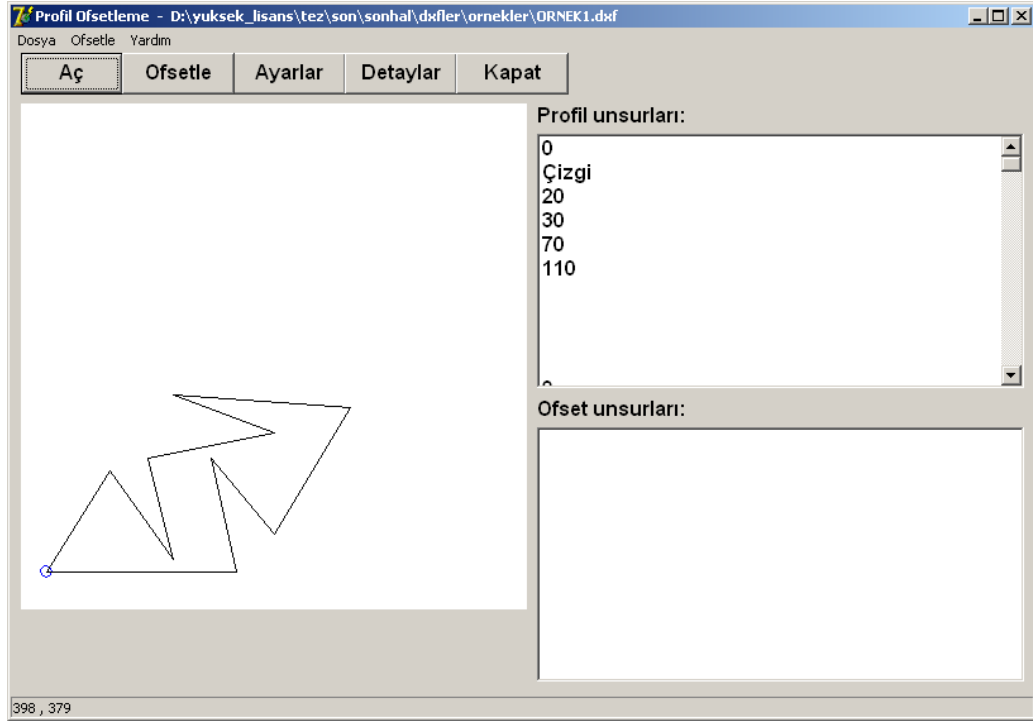 Profil Ofsetleme - D:\yuksek_lisans\tez\son\sonhal\dxfler\ornekler\ORNEK1.dxf
Dosya Ofsetle Yardım
Aç Ofsetle Ayarlar Detaylar Kapat
Profil unsurları:
0
Çizgi
20
30
70
110
Ofset unsurları:
398 , 379